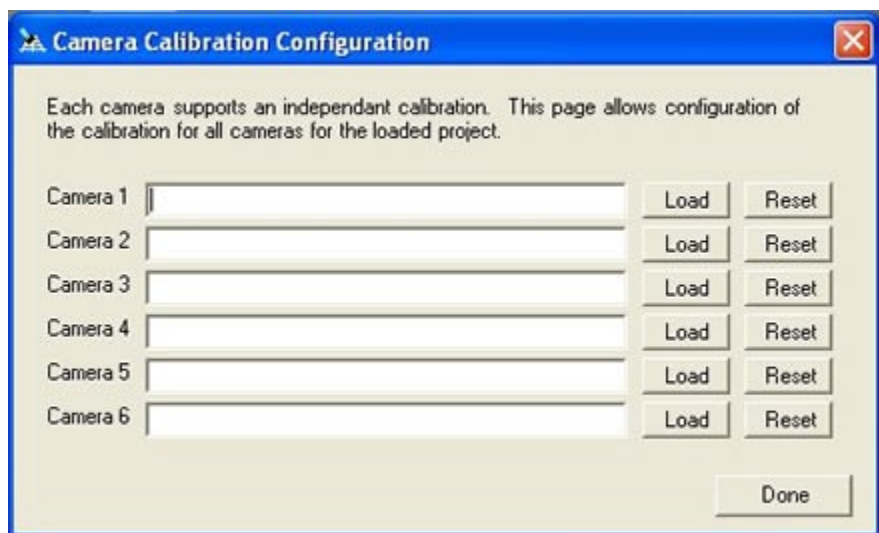 Camera Calibration Configuration
Each camera supports an independant calibration. This page allows configuration of
the calibration for all cameras for the loaded project.
Camera 1 Load Reset
Camera 2 Load Reset
Camera 3 Load Reset
Camera 4 Load Reset
Camera 5 Load Reset
Camera 6 Load Reset
Done